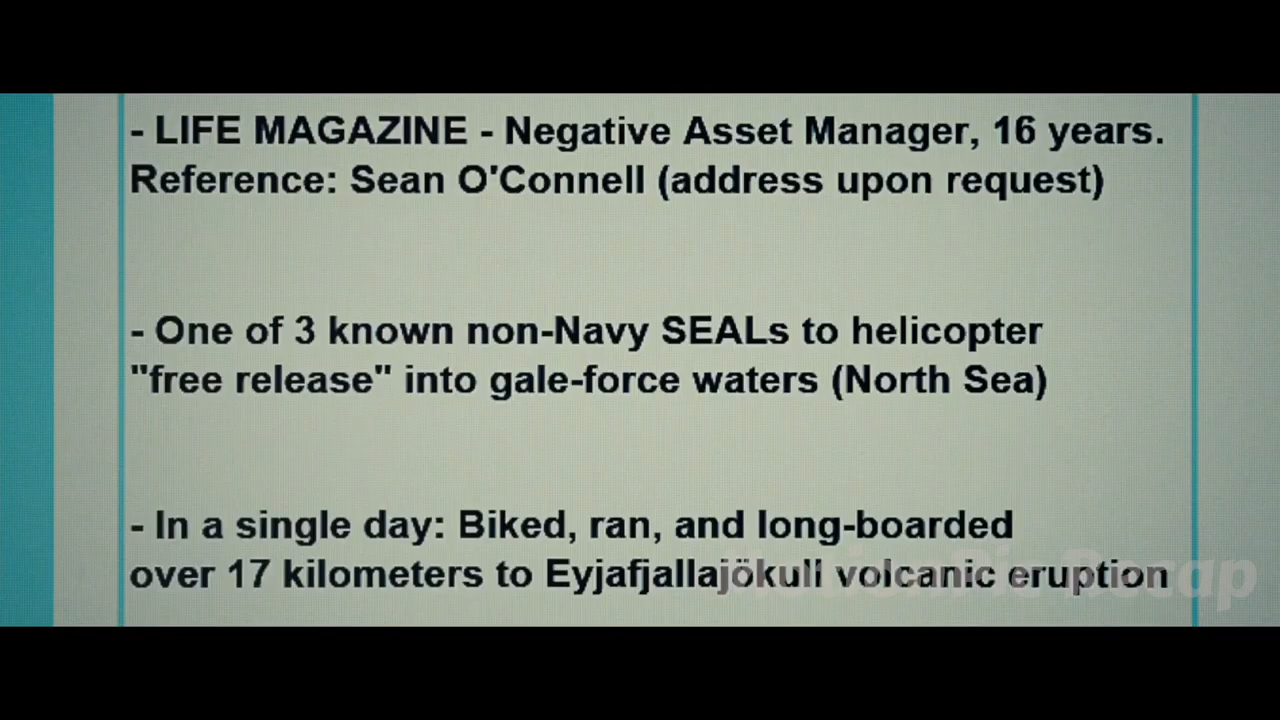 - LIFE MAGAZINE - Negative Asset Manager, 16 years.
Reference: Sean O'Connell (address upon request)
- One of 3 known non-Navy SEALs to helicopter
"free release" into gale-force waters (North Sea)
- In a single day: Biked, ran, and long-boarded
over 17 kilometers to Eyjafjallajökull volcanic eruption
Recap